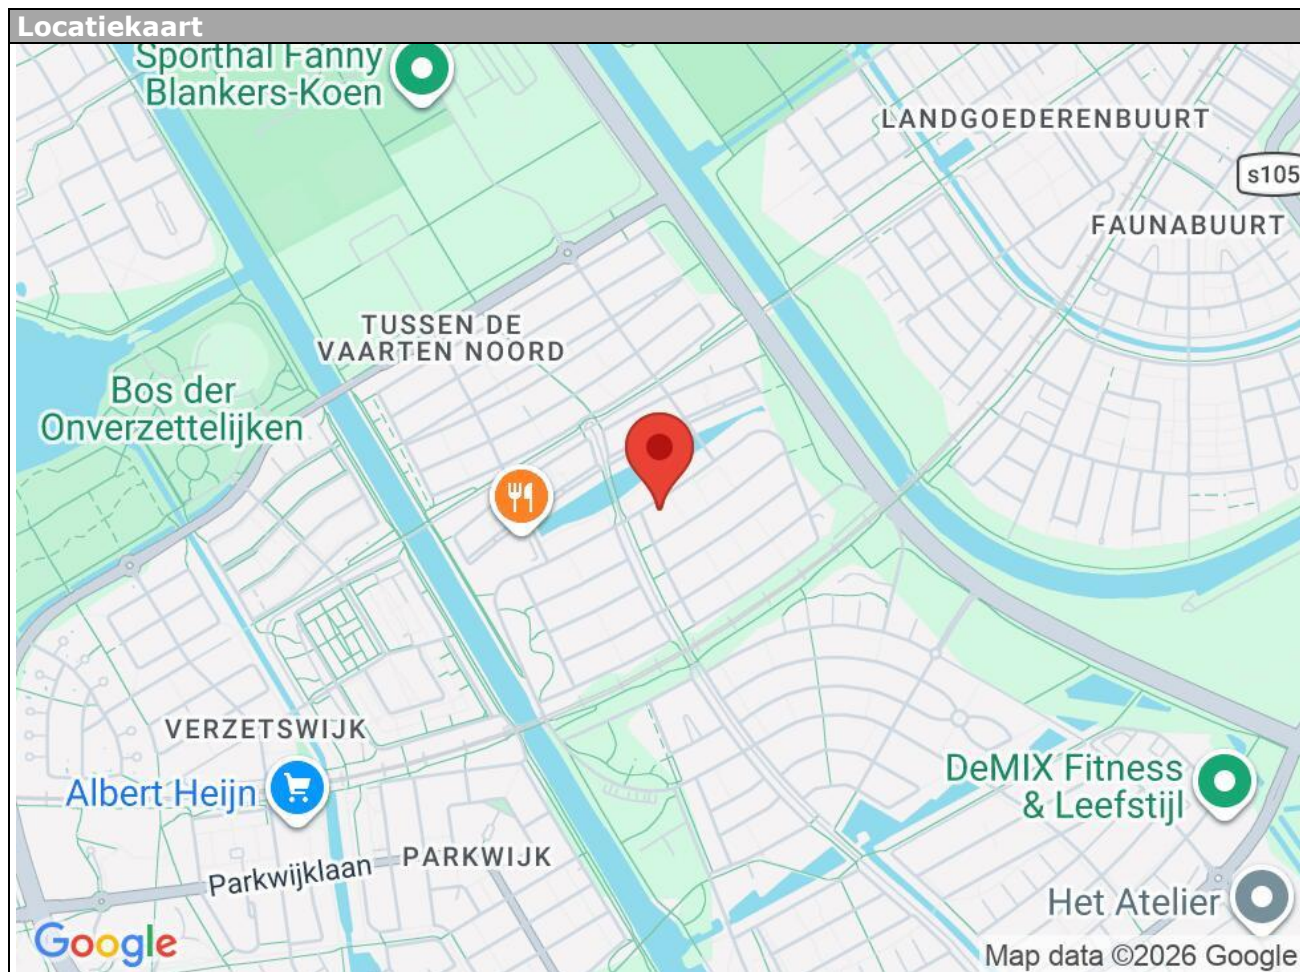 Locatiekaart
Sporthal Fanny
Blankers-Koen
LANDGOEDERENBUURT
s105
FAUNABUURT
TUSSEN DE
VAARTEN NOORD
Bos der
Onverzettelijken
VERZETSWIJK
Albert Heijn
DeMIX Fitness
& Leefstijl
PARKWIJK
Parkwijklaan
Het Atelier
Google
Map data ©2026 Google